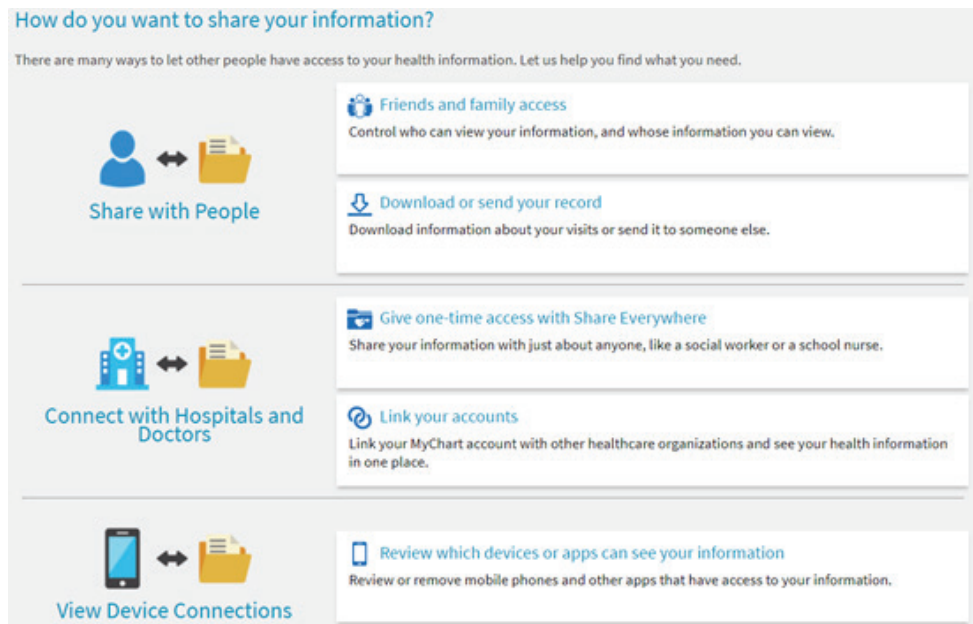 How do you want to share your information?
There are many ways to let other people have access to your health information. Let us help you find what you need.
Share with People
Friends and family access
Control who can view your information, and whose information you can view.
Download or send your record
Download information about your visits or send it to someone else.
Connect with Hospitals and
Doctors
Give one-time access with Share Everywhere
Share your information with just about anyone, like a social worker or a school nurse.
Link your accounts
Link your MyChart account with other healthcare organizations and see your health information
in one place.
View Device Connections
Review which devices or apps can see your information
Review or remove mobile phones and other apps that have access to your information.